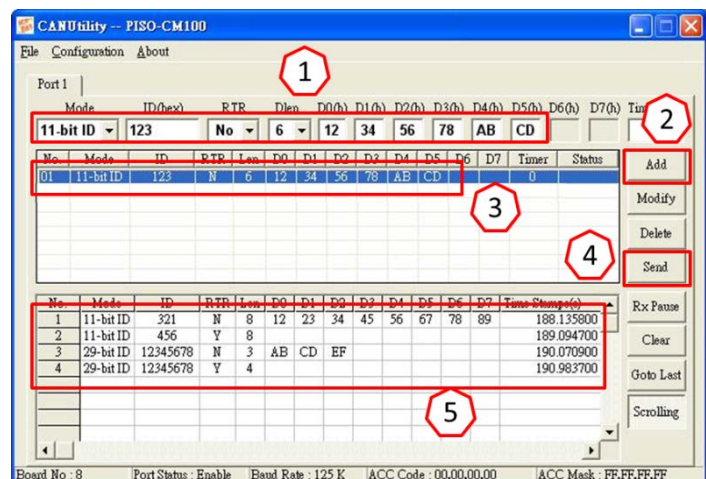 CANUtility -- PISO-CM100
File Configuration About
Port 1
1
Mode ID(hex) RTR Dlen D0(h) D1(h) D2(h) D3(h) D4(h) D5(h) D6(h) D7(h)
2
11-bit ID 123 No 6 12 34 56 78 AB CD
No. Mode ID RTR Len D0 D1 D2 D3 D4 D5 D6 D7 Timer Status
Add
01 11-bit ID 123 N 6 12 34 56 78 AB CD 0
Modify
3
Delete
4
Send
No. Mode ID RTR Len D0 D1 D2 D3 D4 D5 D6 D7 Time Stamps(s)
Rx Pause
1 11-bit ID 321 N 8 12 23 34 45 56 67 78 89 188.135800
2 11-bit ID 456 Y 8 189.094700
Clear
3 29-bit ID 12345678 N 3 AB CD EF 190.070900
4 29-bit ID 12345678 Y 4 190.983700
Goto Last
5
Scrolling
Board No : 8 Port Status : Enable Baud Rate : 125 K ACC Code : 00,00,00,00 ACC Mask : FF,FF,FF,FF